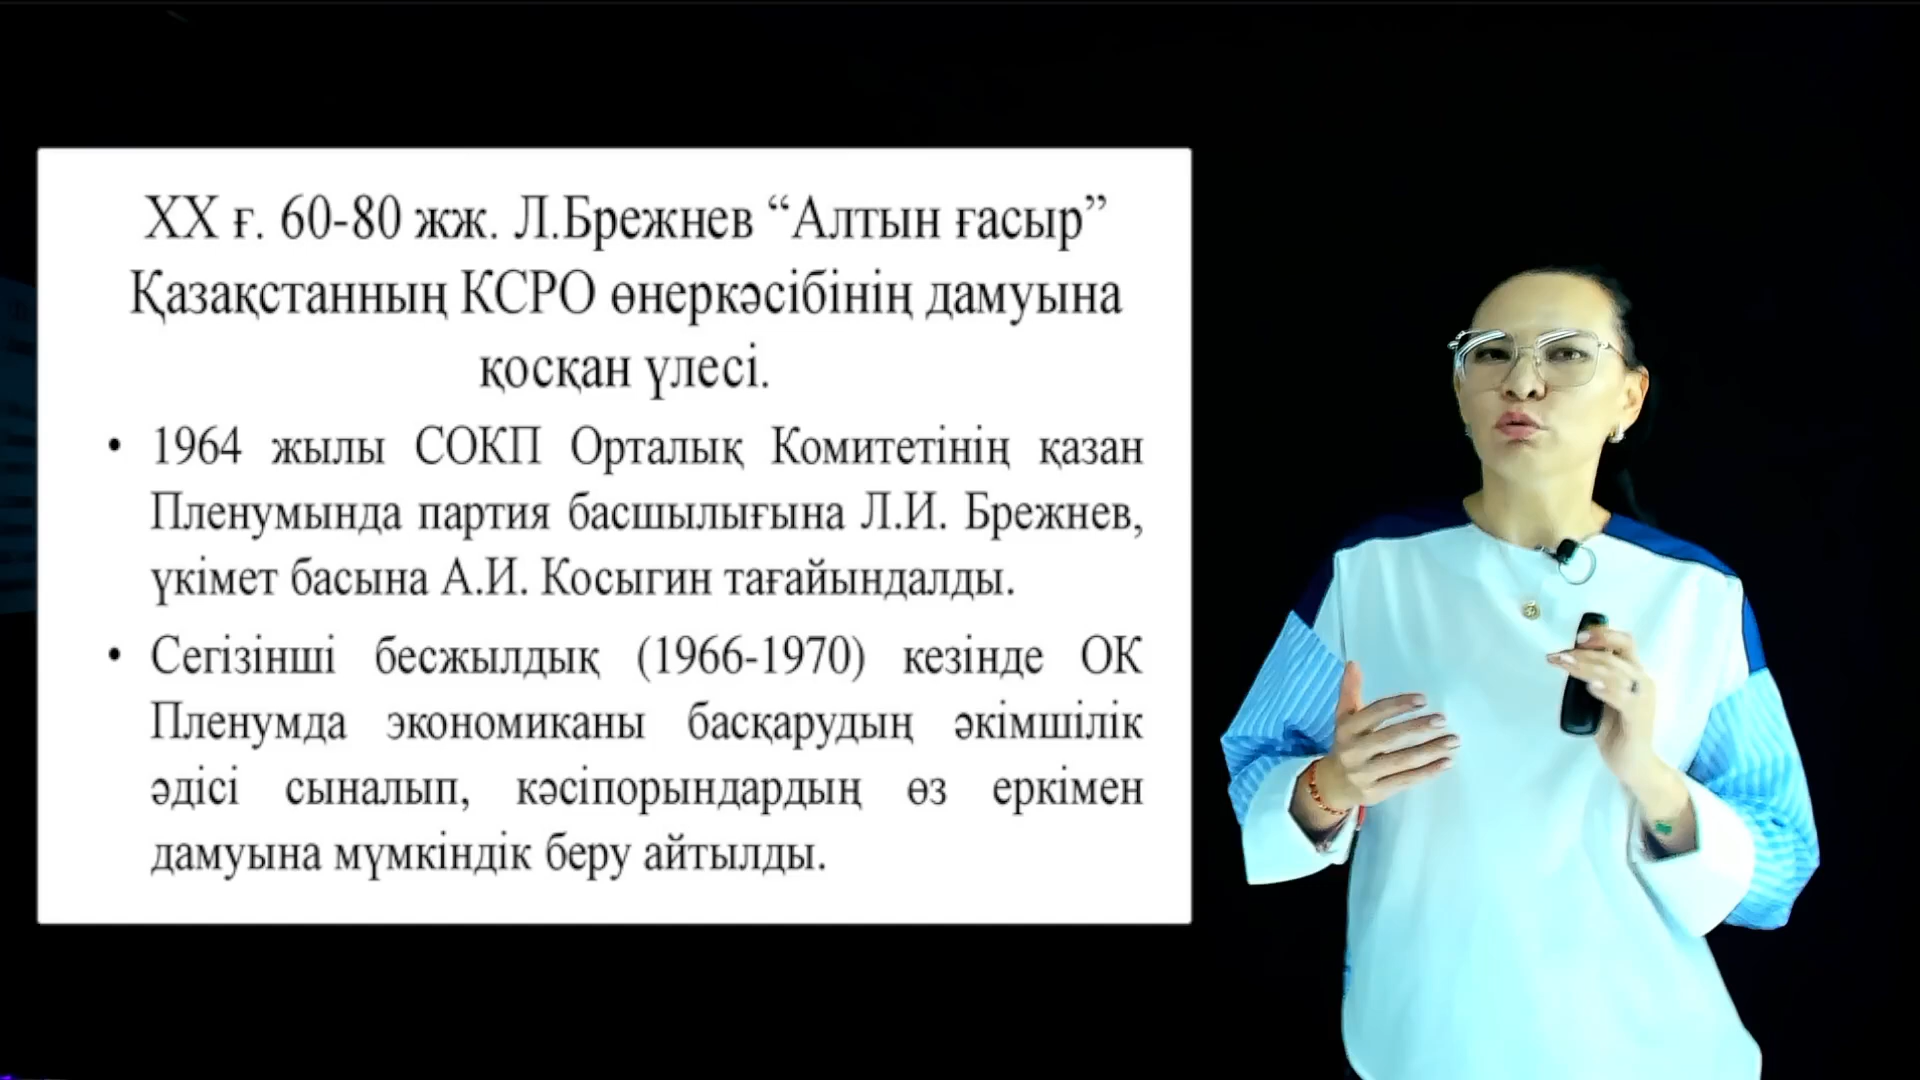 ХХ ғ. 60-80 жж. Л.Брежнев “Алтын ғасыр”
Қазақстанның КСРО өнеркәсібінің дамуына
қосқан үлесі.
• 1964 жылы СОКП Орталық Комитетінің қазан
Пленумында партия басшылығына Л.И. Брежнев,
үкімет басына А.И. Косыгин тағайындалды.
• Сегізінші бесжылдық (1966-1970) кезінде ОК
Пленумда экономиканы басқарудың әкімшілік
әдісі сыналып, кәсіпорындардың өз еркімен
дамуына мүмкіндік беру айтылды.